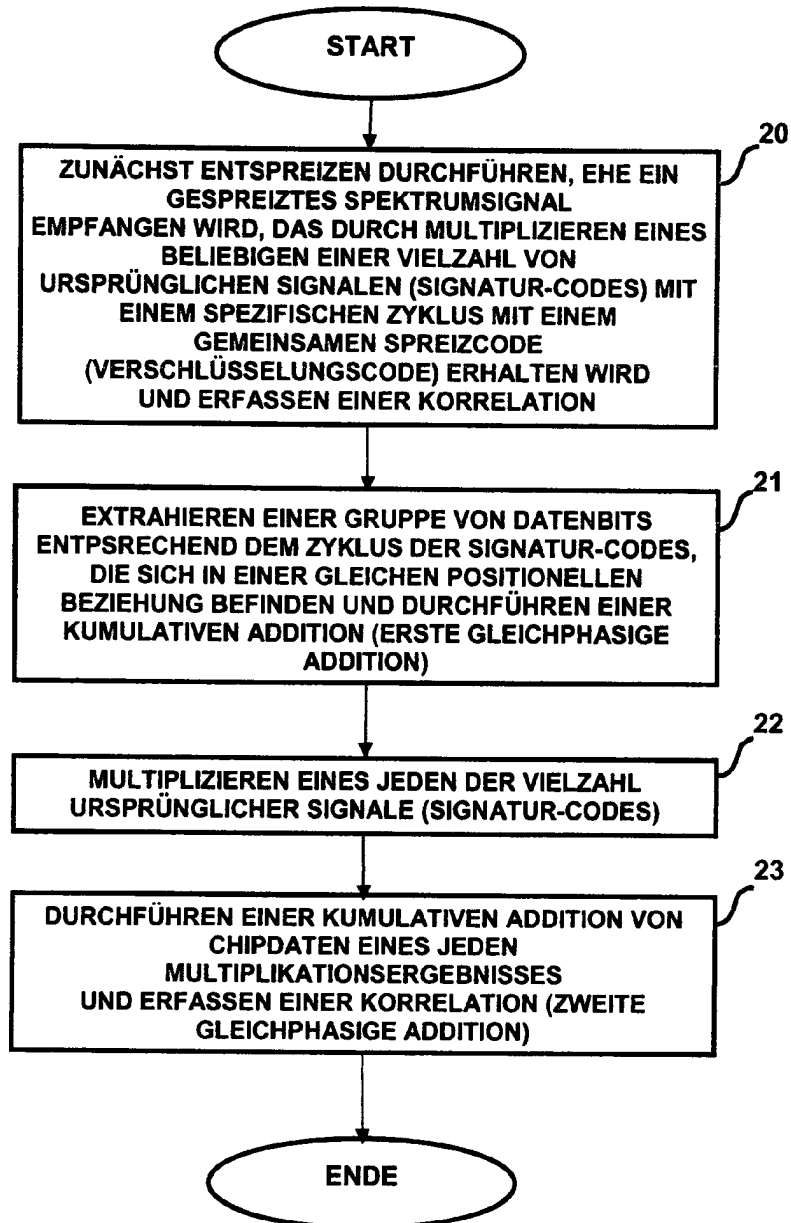 START
20
ZUNÄCHST ENTSPREIZEN DURCHFÜHREN, EHE EIN
GESPREIZTES SPEKTRUMSIGNAL
EMPFANGEN WIRD, DAS DURCH MULTIPLIZIEREN EINES
BELIEBIGEN EINER VIELZAHL VON
URSPRÜNGLICHEN SIGNALEN (SIGNATUR-CODES) MIT
EINEM SPEZIFISCHEN ZYKLUS MIT EINEM
GEMEINSAMEN SPREIZCODE
(VERSCHLÜSSELUNGSCODE) ERHALTEN WIRD
UND ERFASSEN EINER KORRELATION
21
EXTRAHIEREN EINER GRUPPE VON DATENBITS
ENTPSRECHEND DEM ZYKLUS DER SIGNATUR-CODES,
DIE SICH IN EINER GLEICHEN POSITIONELLEN
BEZIEHUNG BEFINDEN UND DURCHFÜHREN EINER
KUMULATIVEN ADDITION (ERSTE GLEICHPHASIGE
ADDITION)
22
MULTIPLIZIEREN EINES JEDEN DER VIELZAHL
URSPRÜNGLICHER SIGNALE (SIGNATUR-CODES)
23
DURCHFÜHREN EINER KUMULATIVEN ADDITION VON
CHIPDATEN EINES JEDEN
MULTIPLIKATIONSERGEBNISSES
UND ERFASSEN EINER KORRELATION (ZWEITE
GLEICHPHASIGE ADDITION)
ENDE